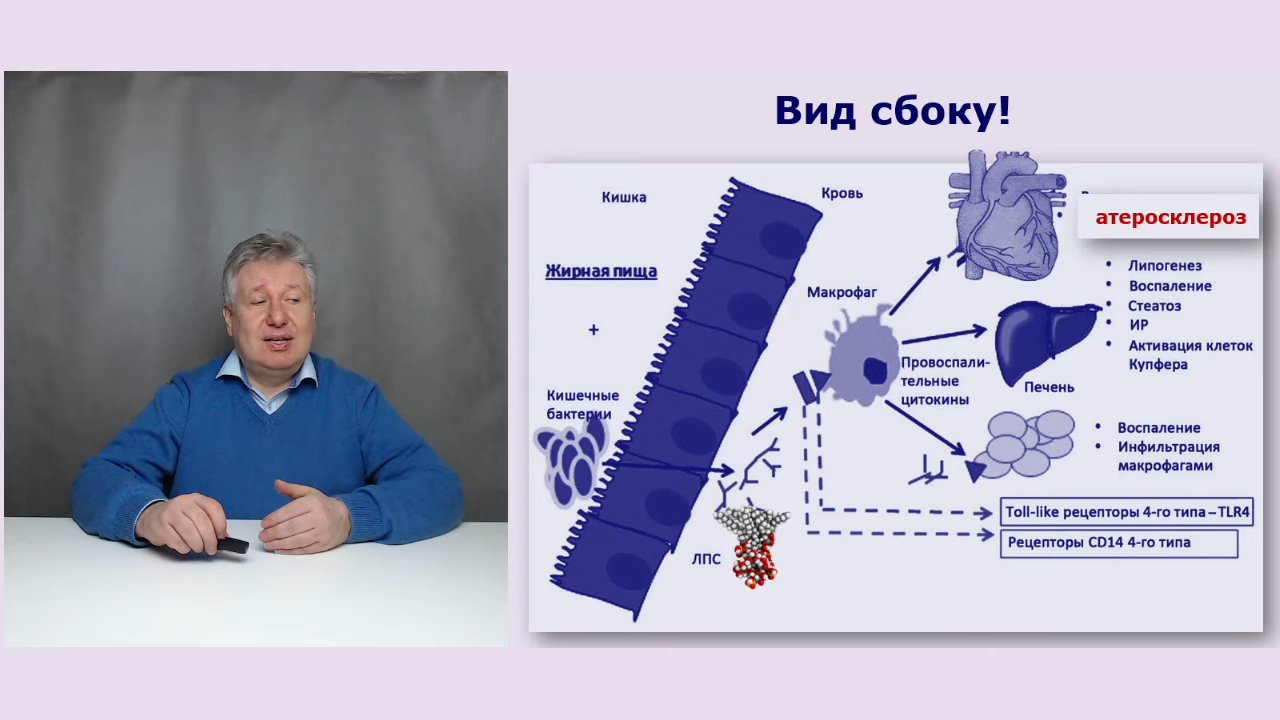 Вид сбоку!
Кишка
Кровь
атеросклероз
Жирная пища
+
Кишечные
бактерии
Макрофаг
Провоспали-
тельные
цитокины
• Липогенез
• Воспаление
• Стеатоз
• ИР
• Активация клеток
Купфера
Печень
• Воспаление
• Инфильтрация
макрофагами
ЛПС
Toll-like рецепторы 4-го типа – TLR4
Рецепторы CD14 4-го типа